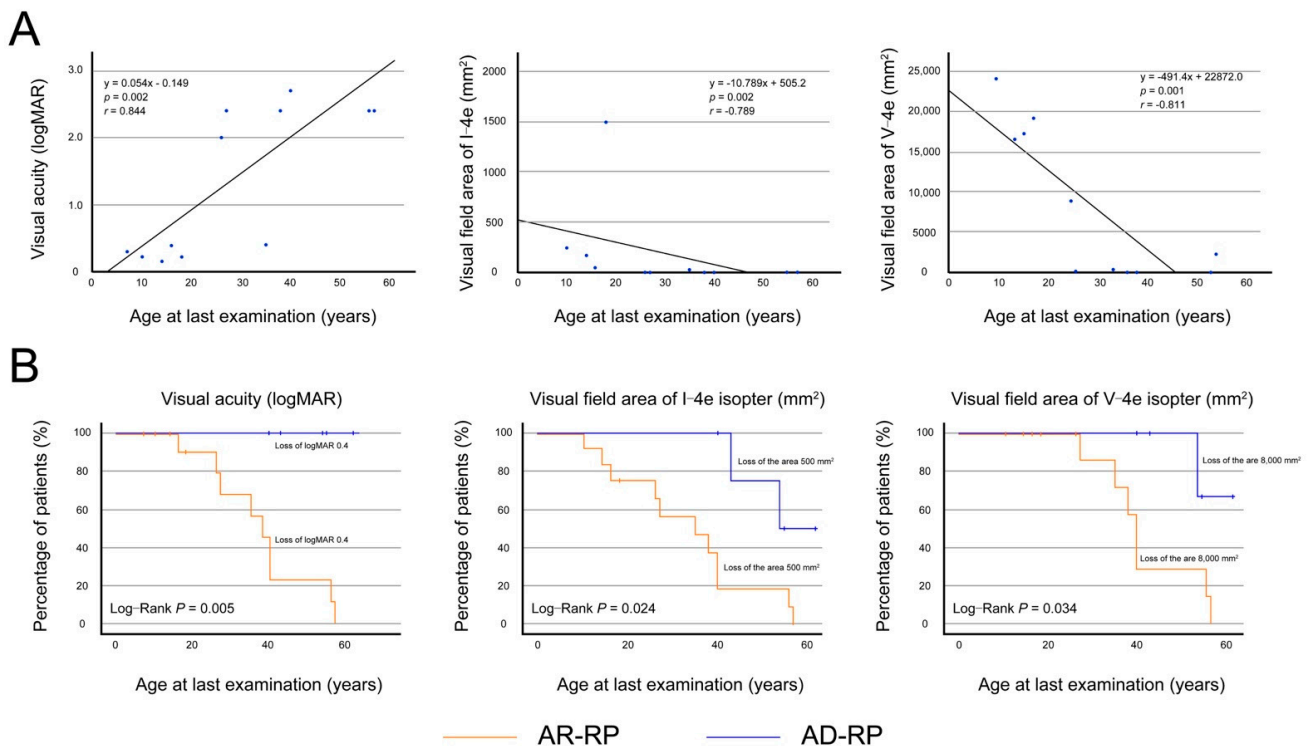 A
Visual acuity (logMAR)
3.0
2.0
1.0
0
y = 0.054x - 0.149
p = 0.002
r = 0.844
0 10 20 30 40 50 60
Age at last examination (years)
Visual field area of I-4e (mm²)
2000
1500
1000
500
0
y = -10.789x + 505.2
p = 0.002
r = -0.789
10 20 30 40 50 60
Age at last examination (years)
Visual field area of V-4e (mm²)
25,000
20,000
15,000
10,000
5000
0
y = -491.4x + 22872.0
p = 0.001
r = -0.811
0 10 20 30 40 50 60
Age at last examination (years)
B
Visual acuity (logMAR)
Percentage of patients (%)
100
80
60
40
20
0
Loss of logMAR 0.4
Loss of logMAR 0.4
Log-Rank P = 0.005
0 20 40 60
Age at last examination (years)
Visual field area of I-4e isopter (mm²)
Percentage of patients (%)
100
80
60
40
20
0
Loss of the area 500 mm²
Loss of the area 500 mm²
Log-Rank P = 0.024
0 20 40 60
Age at last examination (years)
Visual field area of V-4e isopter (mm²)
Percentage of patients (%)
100
80
60
40
20
0
Loss of the are 8,000 mm²
Loss of the are 8,000 mm²
Log-Rank P = 0.034
0 20 40 60
Age at last examination (years)
AR-RP
AD-RP